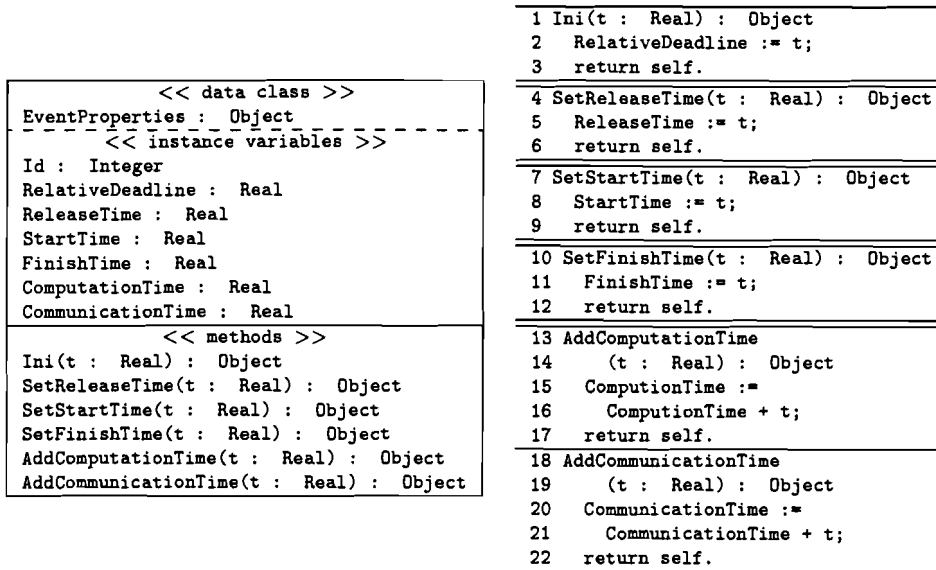 << data class >>
EventProperties : Object
<< instance variables >>
Id : Integer
RelativeDeadline : Real
ReleaseTime : Real
StartTime : Real
FinishTime : Real
ComputationTime : Real
CommunicationTime : Real
<< methods >>
Ini(t : Real) : Object
SetReleaseTime(t : Real) : Object
SetStartTime(t : Real) : Object
SetFinishTime(t : Real) : Object
AddComputationTime(t : Real) : Object
AddCommunicationTime(t : Real) : Object
1 Ini(t : Real) : Object
2 RelativeDeadline := t;
3 return self.
4 SetReleaseTime(t : Real) : Object
5 ReleaseTime := t;
6 return self.
7 SetStartTime(t : Real) : Object
8 StartTime := t;
9 return self.
10 SetFinishTime(t : Real) : Object
11 FinishTime := t;
12 return self.
13 AddComputationTime
14 (t : Real) : Object
15 ComputionTime :=
16 ComputionTime + t;
17 return self.
18 AddCommunicationTime
19 (t : Real) : Object
20 CommunicationTime :=
21 CommunicationTime + t;
22 return self.